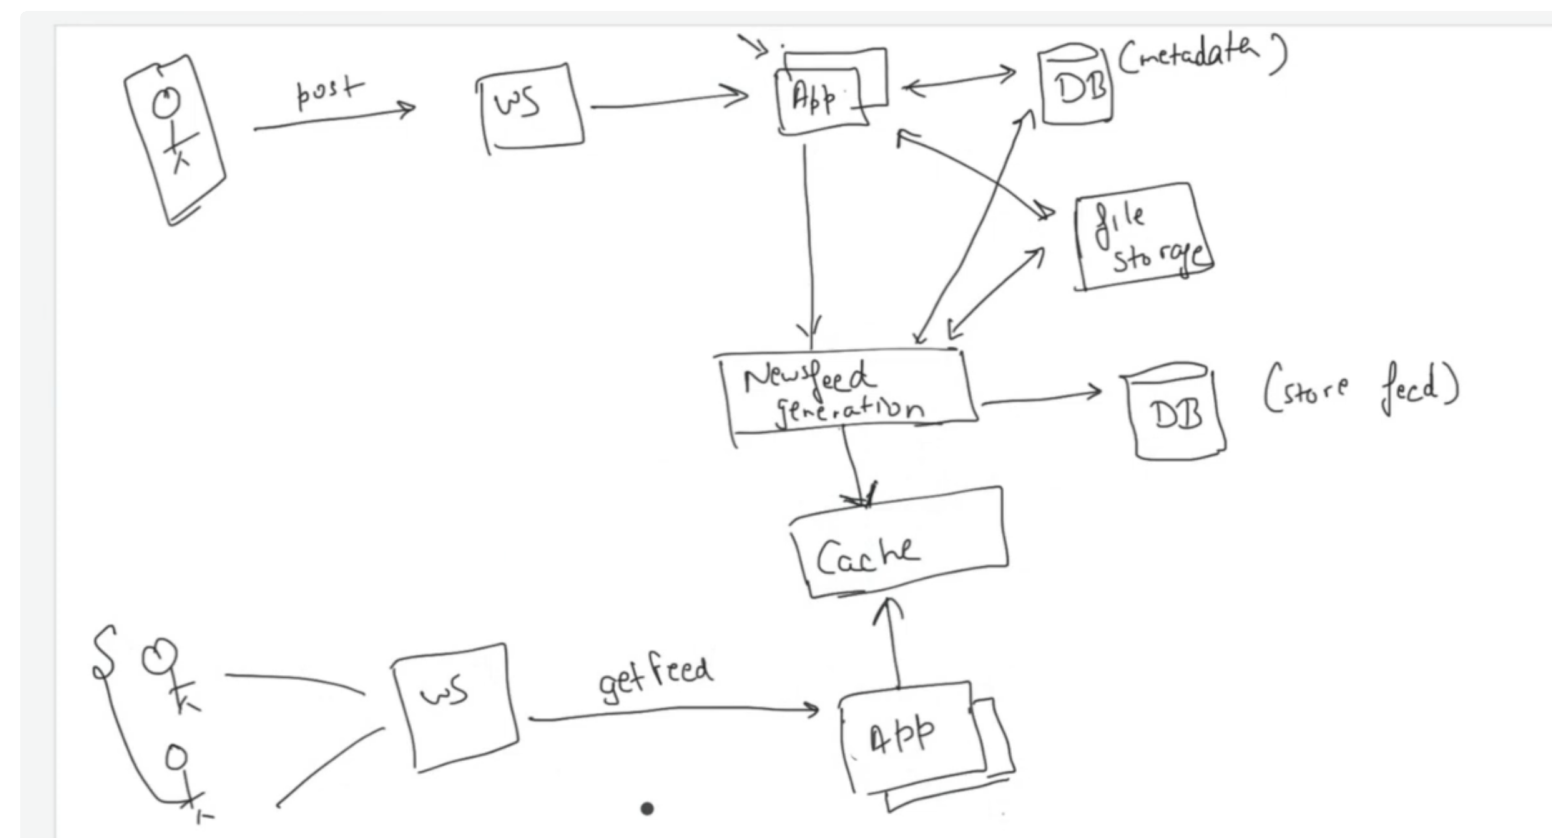 post
WS
App
DB
(metadata)
file
storage
Newsfeed
generation
DB
(store feed)
Cache
WS
getfeed
App